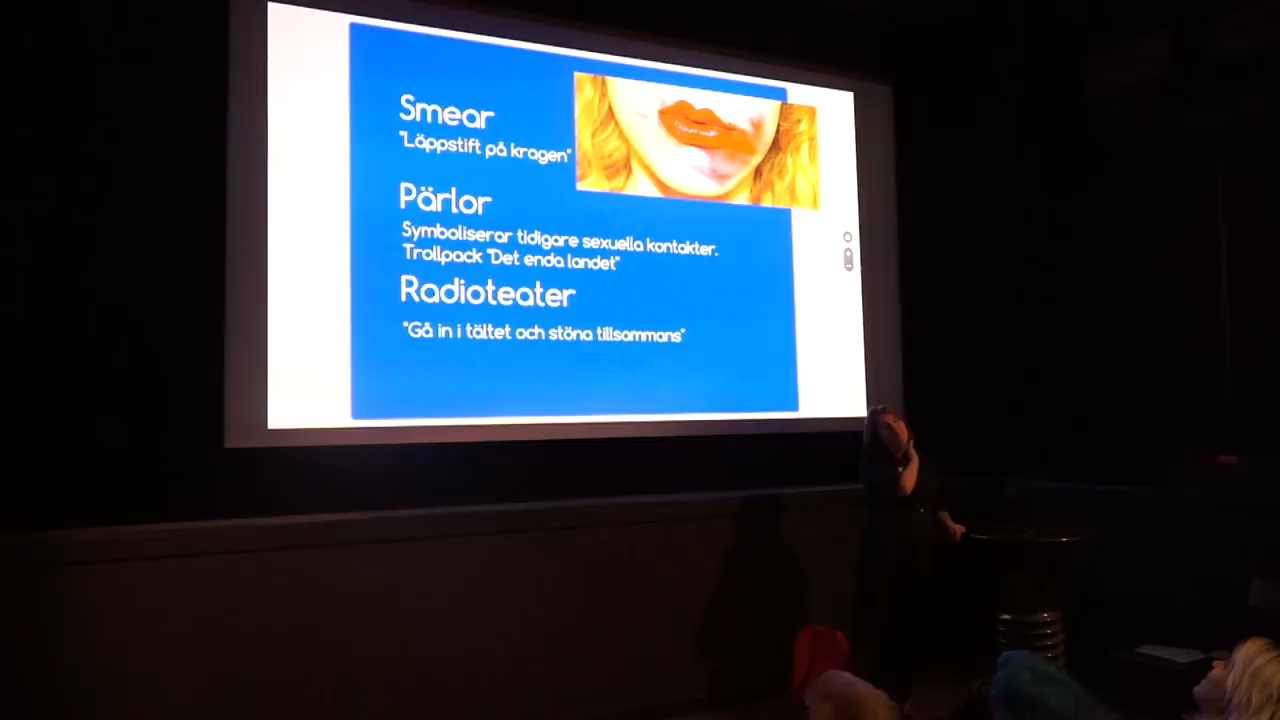 Smear
"Läppstift på kragen"
Pärlor
Symboliserar tidigare sexuella kontakter.
Trollpack "Det enda landet"
Radioteater
"Gå in i tältet och stöna tillsammans"